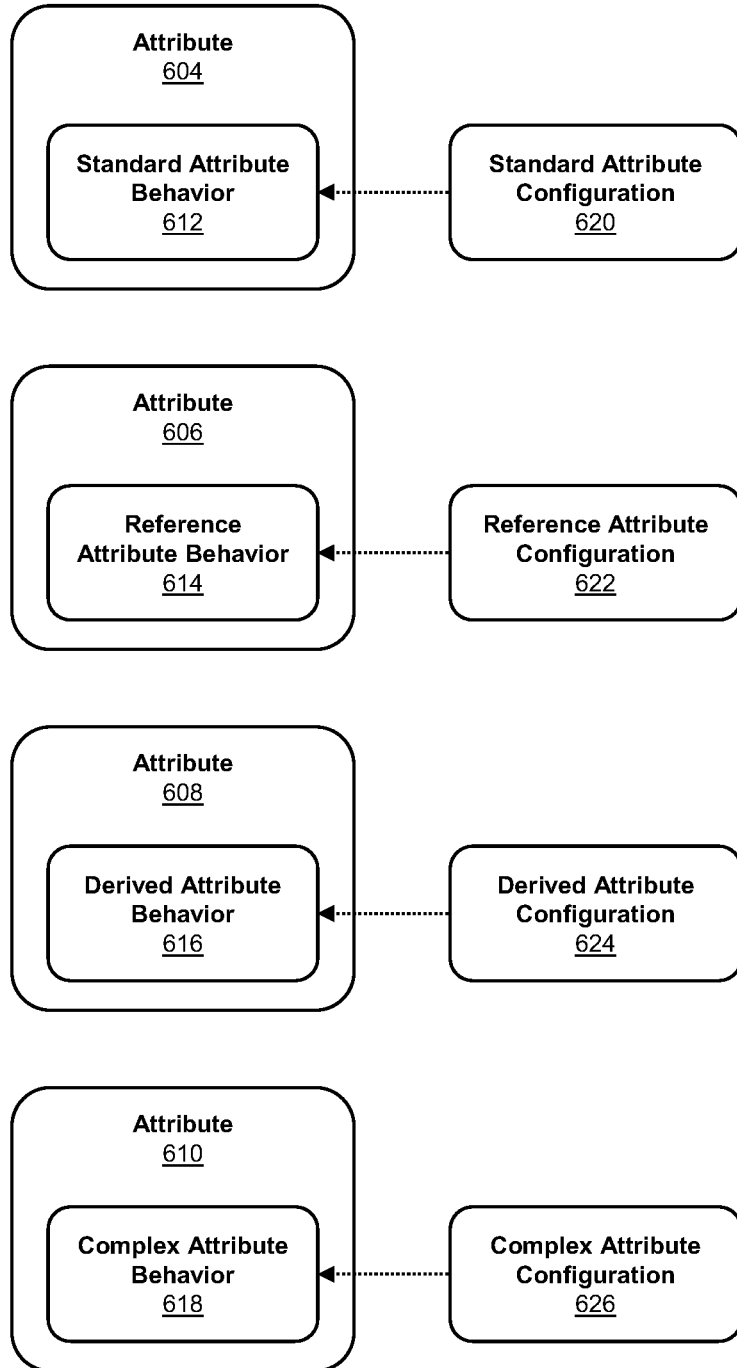 Attribute
604
Standard Attribute
Behavior
612
Standard Attribute
Configuration
620
Attribute
606
Reference
Attribute Behavior
614
Reference Attribute
Configuration
622
Attribute
608
Derived Attribute
Behavior
616
Derived Attribute
Configuration
624
Attribute
610
Complex Attribute
Behavior
618
Complex Attribute
Configuration
626